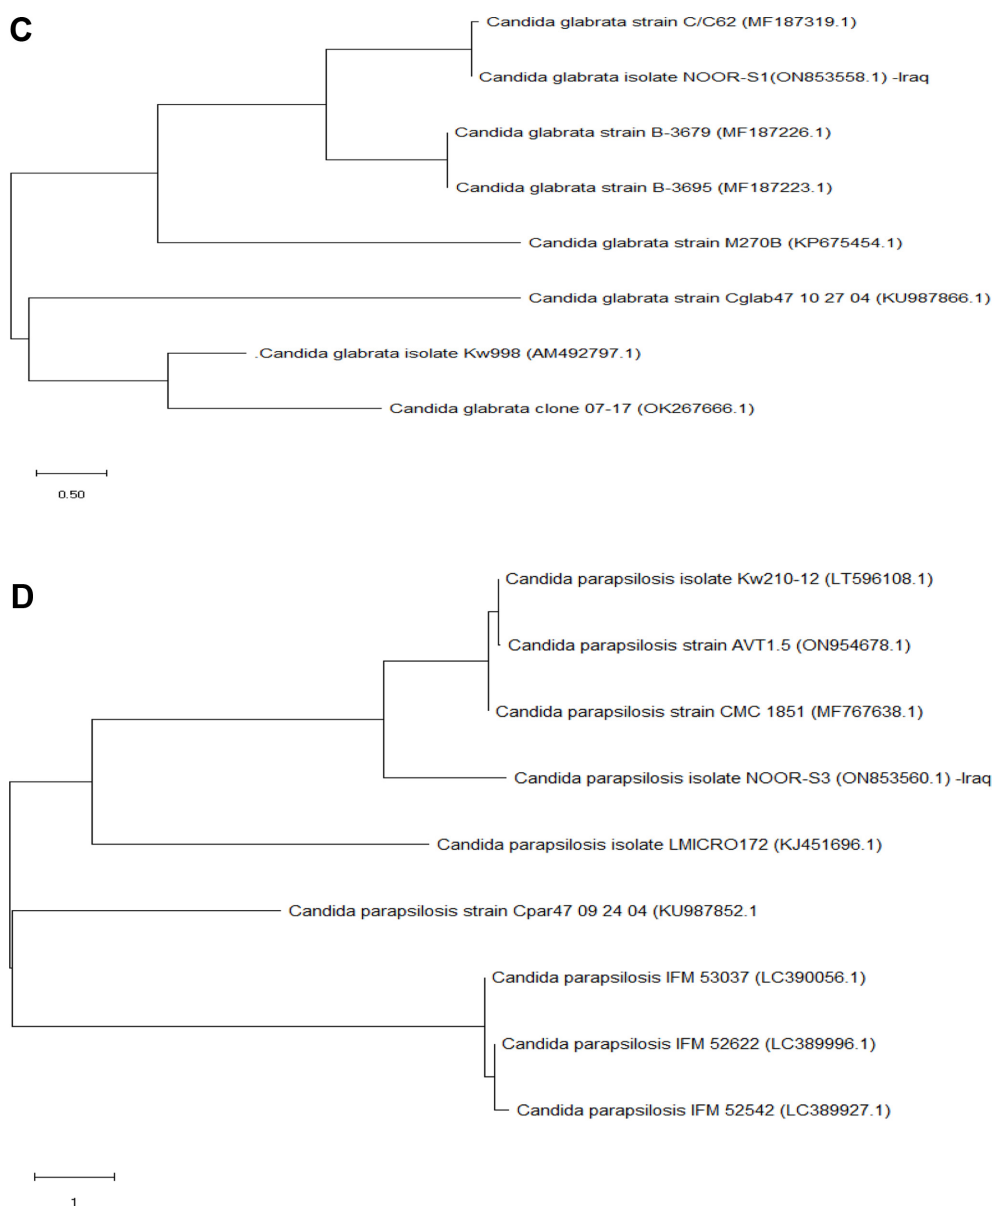 C
Candida glabrata strain C/C62 (MF187319.1)
Candida glabrata isolate NOOR-S1(ON853558.1) -Iraq
Candida glabrata strain B-3679 (MF187226.1)
Candida glabrata strain B-3695 (MF187223.1)
Candida glabrata strain M270B (KP675454.1)
Candida glabrata strain Cglab47 10 27 04 (KU987866.1)
.Candida glabrata isolate Kw998 (AM492797.1)
Candida glabrata clone 07-17 (OK267666.1)
0.50
D
Candida parapsilosis isolate Kw210-12 (LT596108.1)
Candida parapsilosis strain AVT1.5 (ON954678.1)
Candida parapsilosis strain CMC 1851 (MF767638.1)
Candida parapsilosis isolate NOOR-S3 (ON853560.1) -Iraq
Candida parapsilosis isolate LMICRO172 (KJ451696.1)
Candida parapsilosis strain Cpar47 09 24 04 (KU987852.1
Candida parapsilosis IFM 53037 (LC390056.1)
Candida parapsilosis IFM 52622 (LC389996.1)
Candida parapsilosis IFM 52542 (LC389927.1)
1